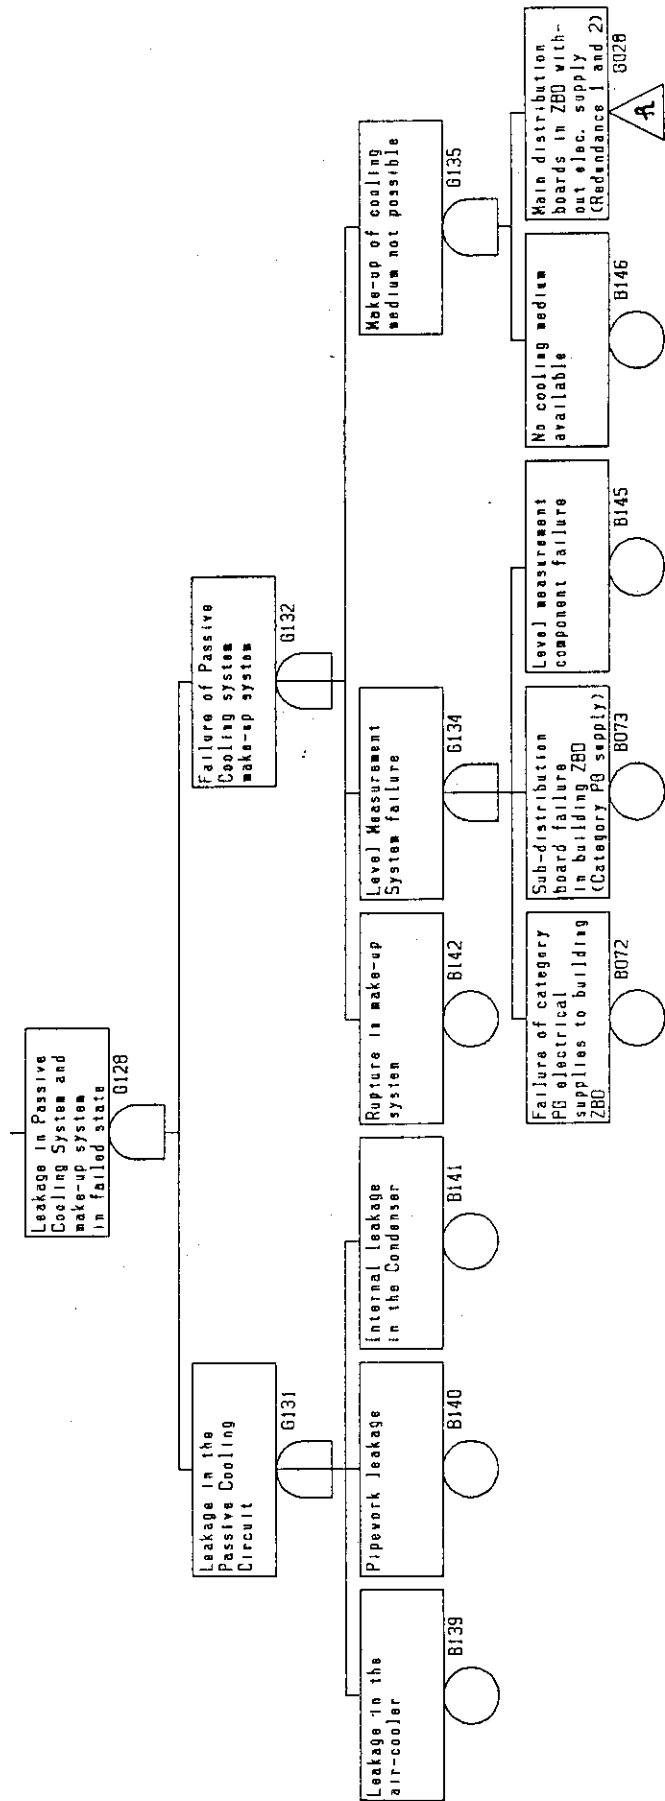 Leakage in Passive
Cooling System and
make-up system
in failed state
G128
Leakage in the
Passive Cooling
Circuit
G131
Failure of Passive
Cooling system
make-up system
G132
Leakage in the
air-cooler
B139
Pipework leakage
B140
Internal Leakage
in the Condenser
B141
Rupture in make-up
system
B142
Level Measurement
System failure
G134
Make-up of cooling
medium not possible
G135
Failure of category
PG electrical
supplies to building
ZBD
B072
Sub-distribution
board failure
in building ZBD
(Category PG supply)
B073
Level measurement
component failure
B145
No cooling medium
available
B146
Main distribution
boards in ZBD with-
out elec. supply
(Redundance 1 and 2)
G028